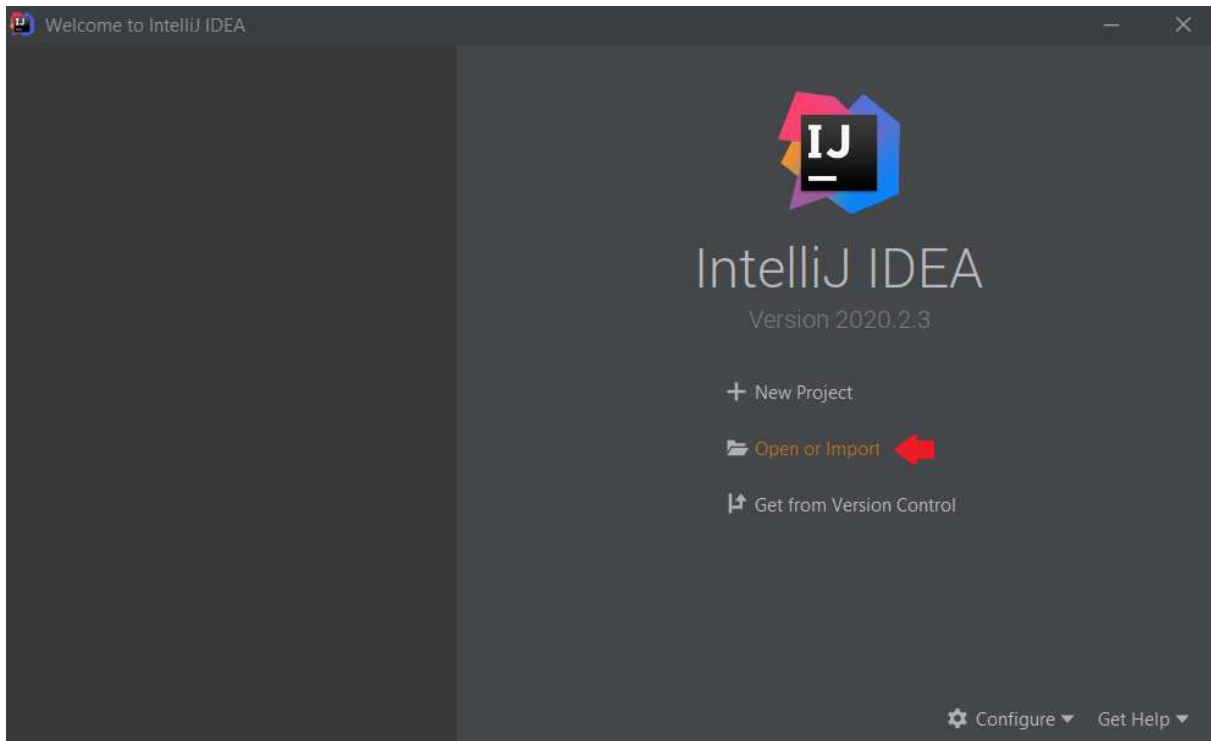 Welcome to IntelliJ IDEA
IJ
IntelliJ IDEA
Version 2020.2.3
New Project
Open or Import
Get from Version Control
Configure Get Help